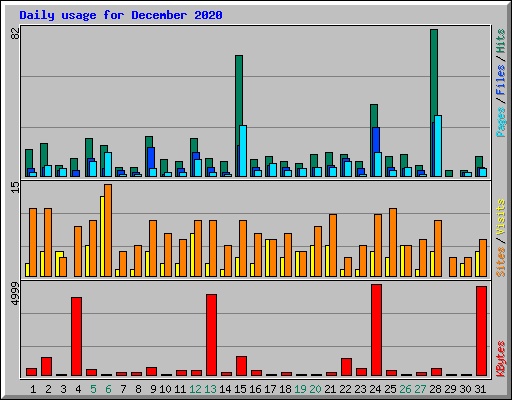 Daily usage for December 2020
82
Pages / Files / Hits
15
Sites / Visits
4999
KBytes
1 2 3 4 5 6 7 8 9 10 11 12 13 14 15 16 17 18 19 20 21 22 23 24 25 26 27 28 29 30 31